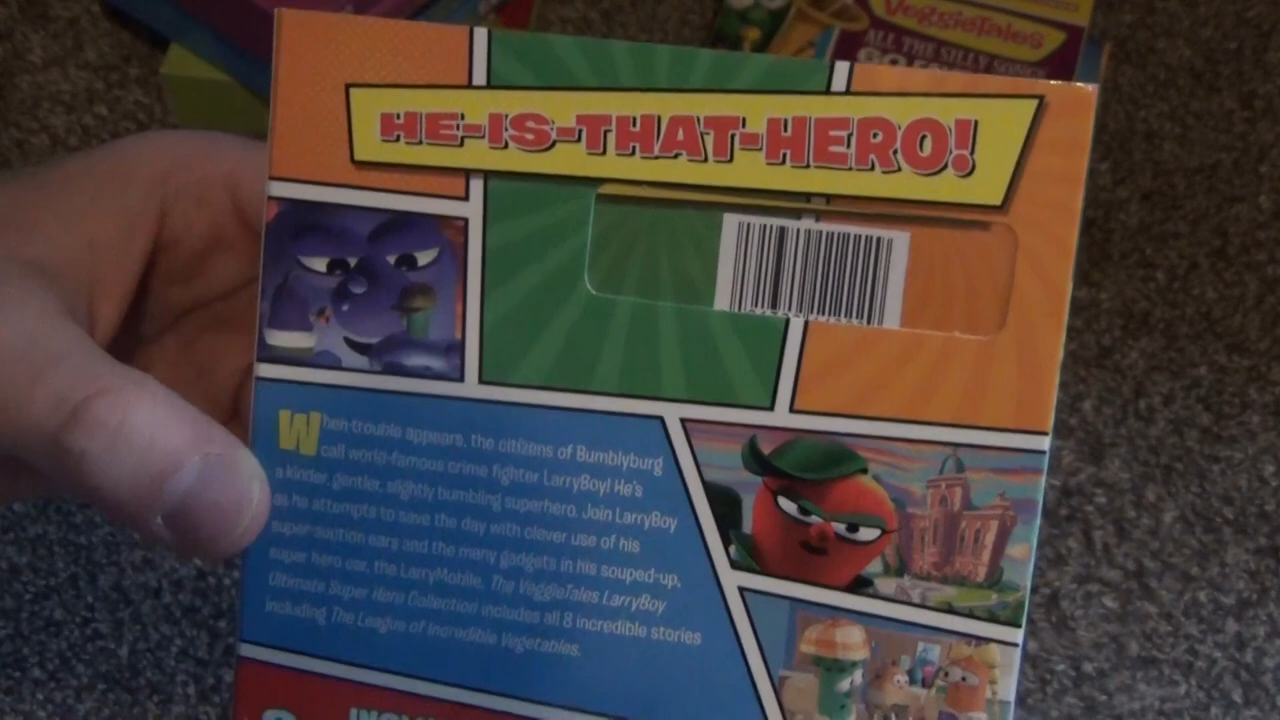 VeggieTales
ALL THE SILLY SONGS
HE-IS-THAT-HERO!
When trouble appears, the citizens of Bumblyburg
call world-famous crime fighter LarryBoy! He's
a kinder, gentler, slightly bumbling superhero. Join LarryBoy
as he attempts to save the day with clever use of his
super-suction ears and the many gadgets in his souped-up,
super hero car, the LarryMobile. The VeggieTales LarryBoy
Ultimate Super Hero Collection includes all 8 incredible stories
including The League of Incredible Vegetables.